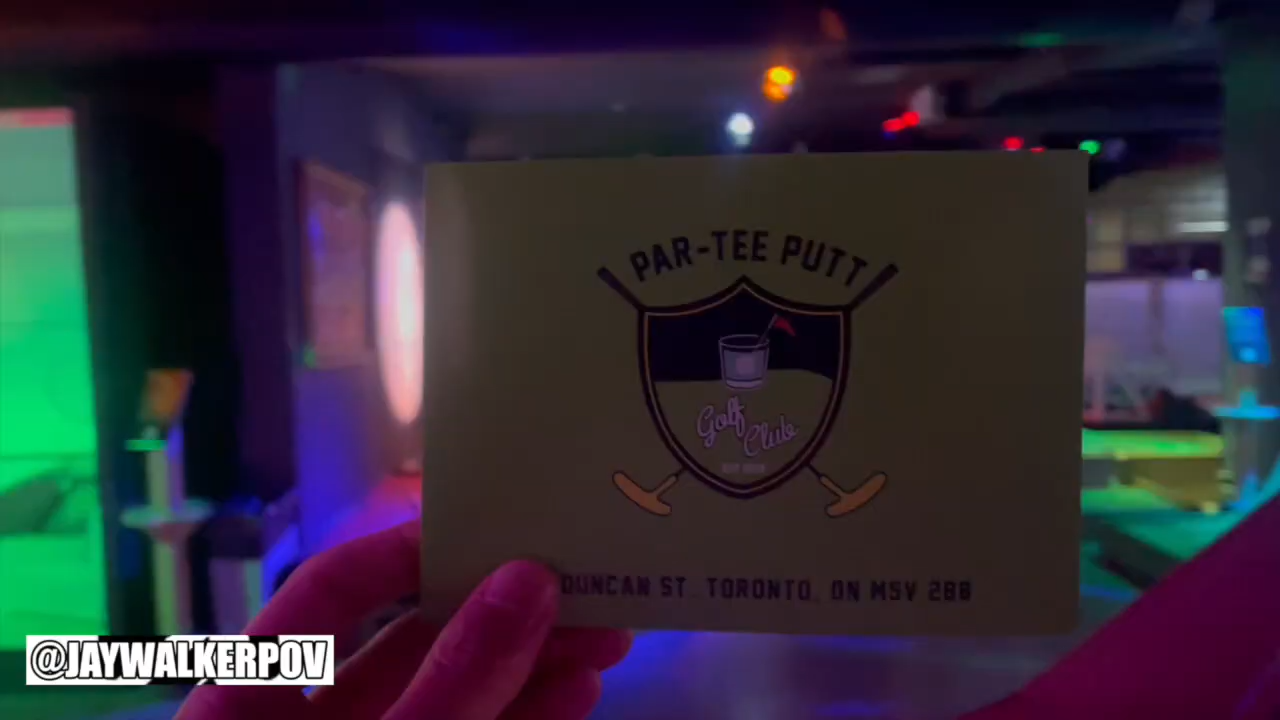 PAR-TEE PUTT
Golf
Club
DUNCAN ST. TORONTO, ON M5V 2B8
@JAYWALKERPOV